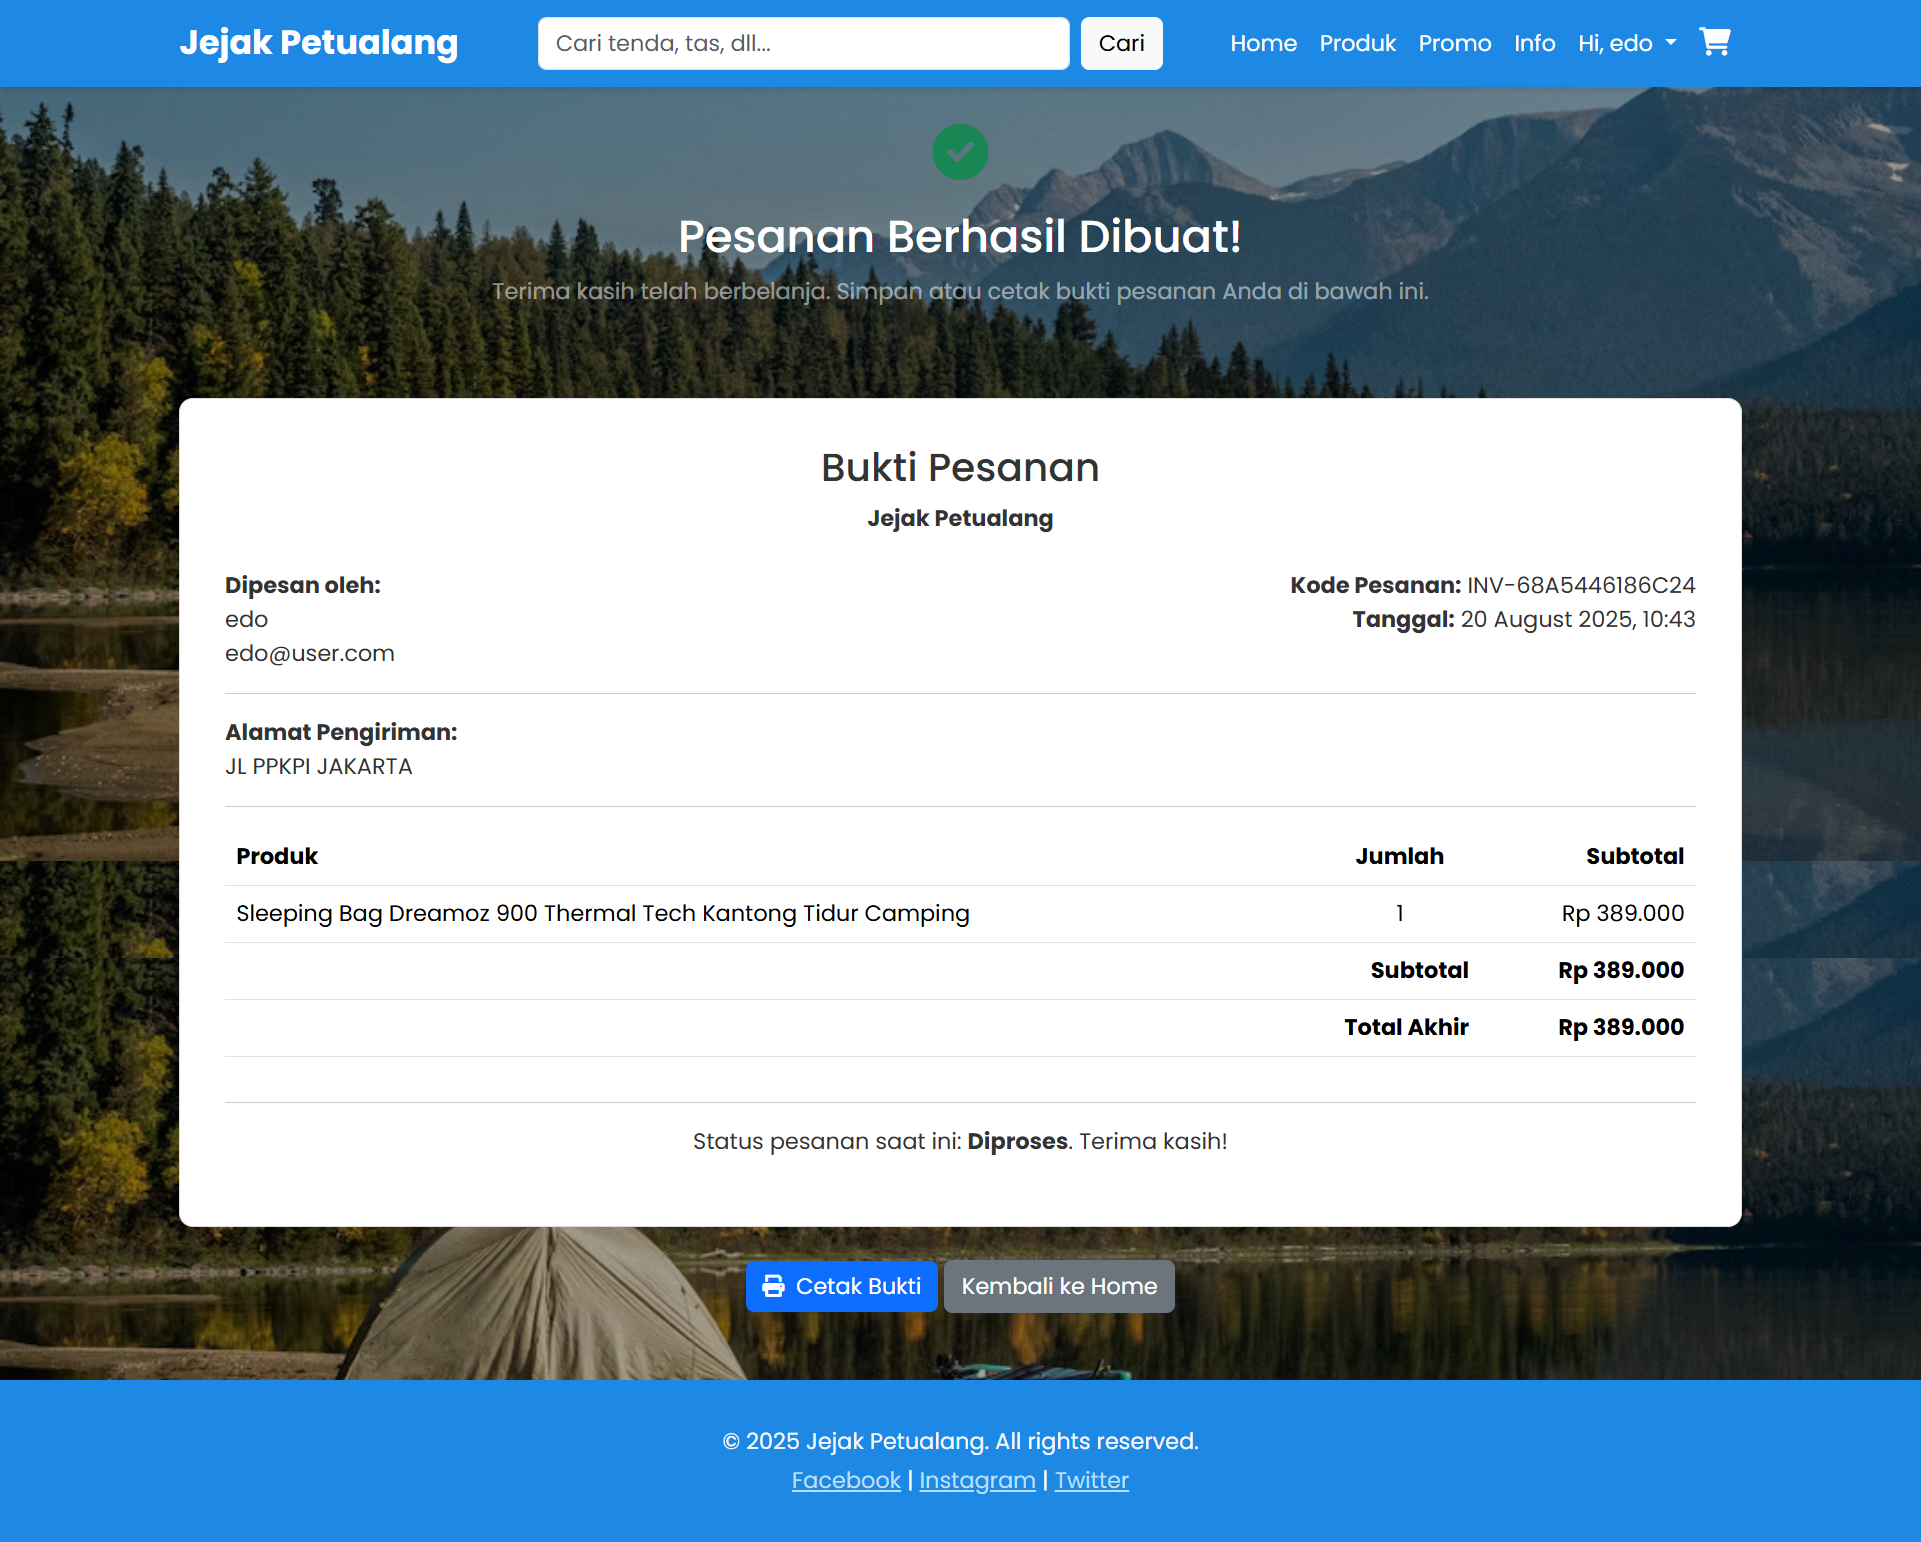 Jejak Petualang
Cari tenda, tas, dll...
Cari
Home Produk Promo Info Hi, edo
Pesanan Berhasil Dibuat!
Terima kasih telah berbelanja. Simpan atau cetak bukti pesanan Anda di bawah ini.
Bukti Pesanan
Jejak Petualang
Dipesan oleh:
edo
edo@user.com
Kode Pesanan: INV-68A5446186C24
Tanggal: 20 August 2025, 10:43
Alamat Pengiriman:
JL PPKPI JAKARTA
Produk Jumlah Subtotal
Sleeping Bag Dreamoz 900 Thermal Tech Kantong Tidur Camping 1 Rp 389.000
Subtotal Rp 389.000
Total Akhir Rp 389.000
Status pesanan saat ini: Diproses. Terima kasih!
Cetak Bukti
Kembali ke Home
© 2025 Jejak Petualang. All rights reserved.
Facebook | Instagram | Twitter